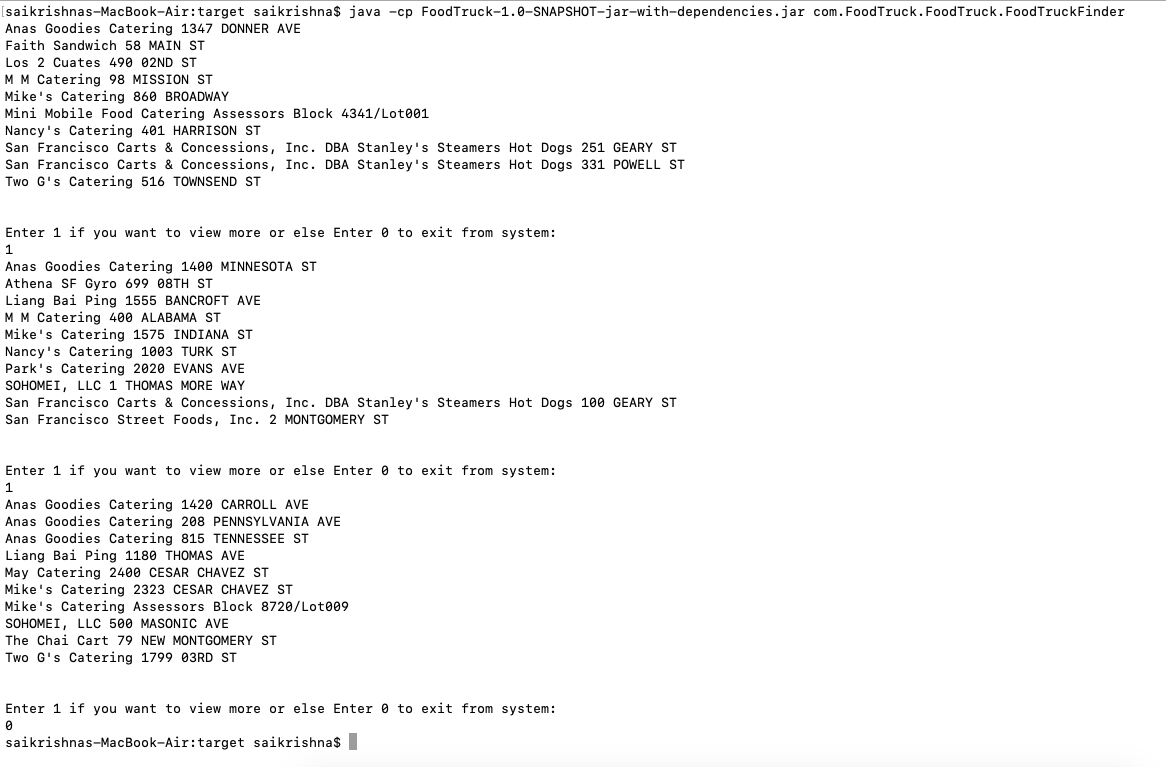 saikrishnas-MacBook-Air:target saikrishna$ java -cp FoodTruck-1.0-SNAPSHOT-jar-with-dependencies.jar com.FoodTruck.FoodTruck.FoodTruckFinder
Anas Goodies Catering 1347 DONNER AVE
Faith Sandwich 58 MAIN ST
Los 2 Cuates 490 02ND ST
M M Catering 98 MISSION ST
Mike's Catering 860 BROADWAY
Mini Mobile Food Catering Assessors Block 4341/Lot001
Nancy's Catering 401 HARRISON ST
San Francisco Carts & Concessions, Inc. DBA Stanley's Steamers Hot Dogs 251 GEARY ST
San Francisco Carts & Concessions, Inc. DBA Stanley's Steamers Hot Dogs 331 POWELL ST
Two G's Catering 516 TOWNSEND ST
Enter 1 if you want to view more or else Enter 0 to exit from system:
1
Anas Goodies Catering 1400 MINNESOTA ST
Athena SF Gyro 699 08TH ST
Liang Bai Ping 1555 BANCROFT AVE
M M Catering 400 ALABAMA ST
Mike's Catering 1575 INDIANA ST
Nancy's Catering 1003 TURK ST
Park's Catering 2020 EVANS AVE
SOHOMEI, LLC 1 THOMAS MORE WAY
San Francisco Carts & Concessions, Inc. DBA Stanley's Steamers Hot Dogs 100 GEARY ST
San Francisco Street Foods, Inc. 2 MONTGOMERY ST
Enter 1 if you want to view more or else Enter 0 to exit from system:
1
Anas Goodies Catering 1420 CARROLL AVE
Anas Goodies Catering 208 PENNSYLVANIA AVE
Anas Goodies Catering 815 TENNESSEE ST
Liang Bai Ping 1180 THOMAS AVE
May Catering 2400 CESAR CHAVEZ ST
Mike's Catering 2323 CESAR CHAVEZ ST
Mike's Catering Assessors Block 8720/Lot009
SOHOMEI, LLC 500 MASONIC AVE
The Chai Cart 79 NEW MONTGOMERY ST
Two G's Catering 1799 03RD ST
Enter 1 if you want to view more or else Enter 0 to exit from system:
0
saikrishnas-MacBook-Air:target saikrishna$